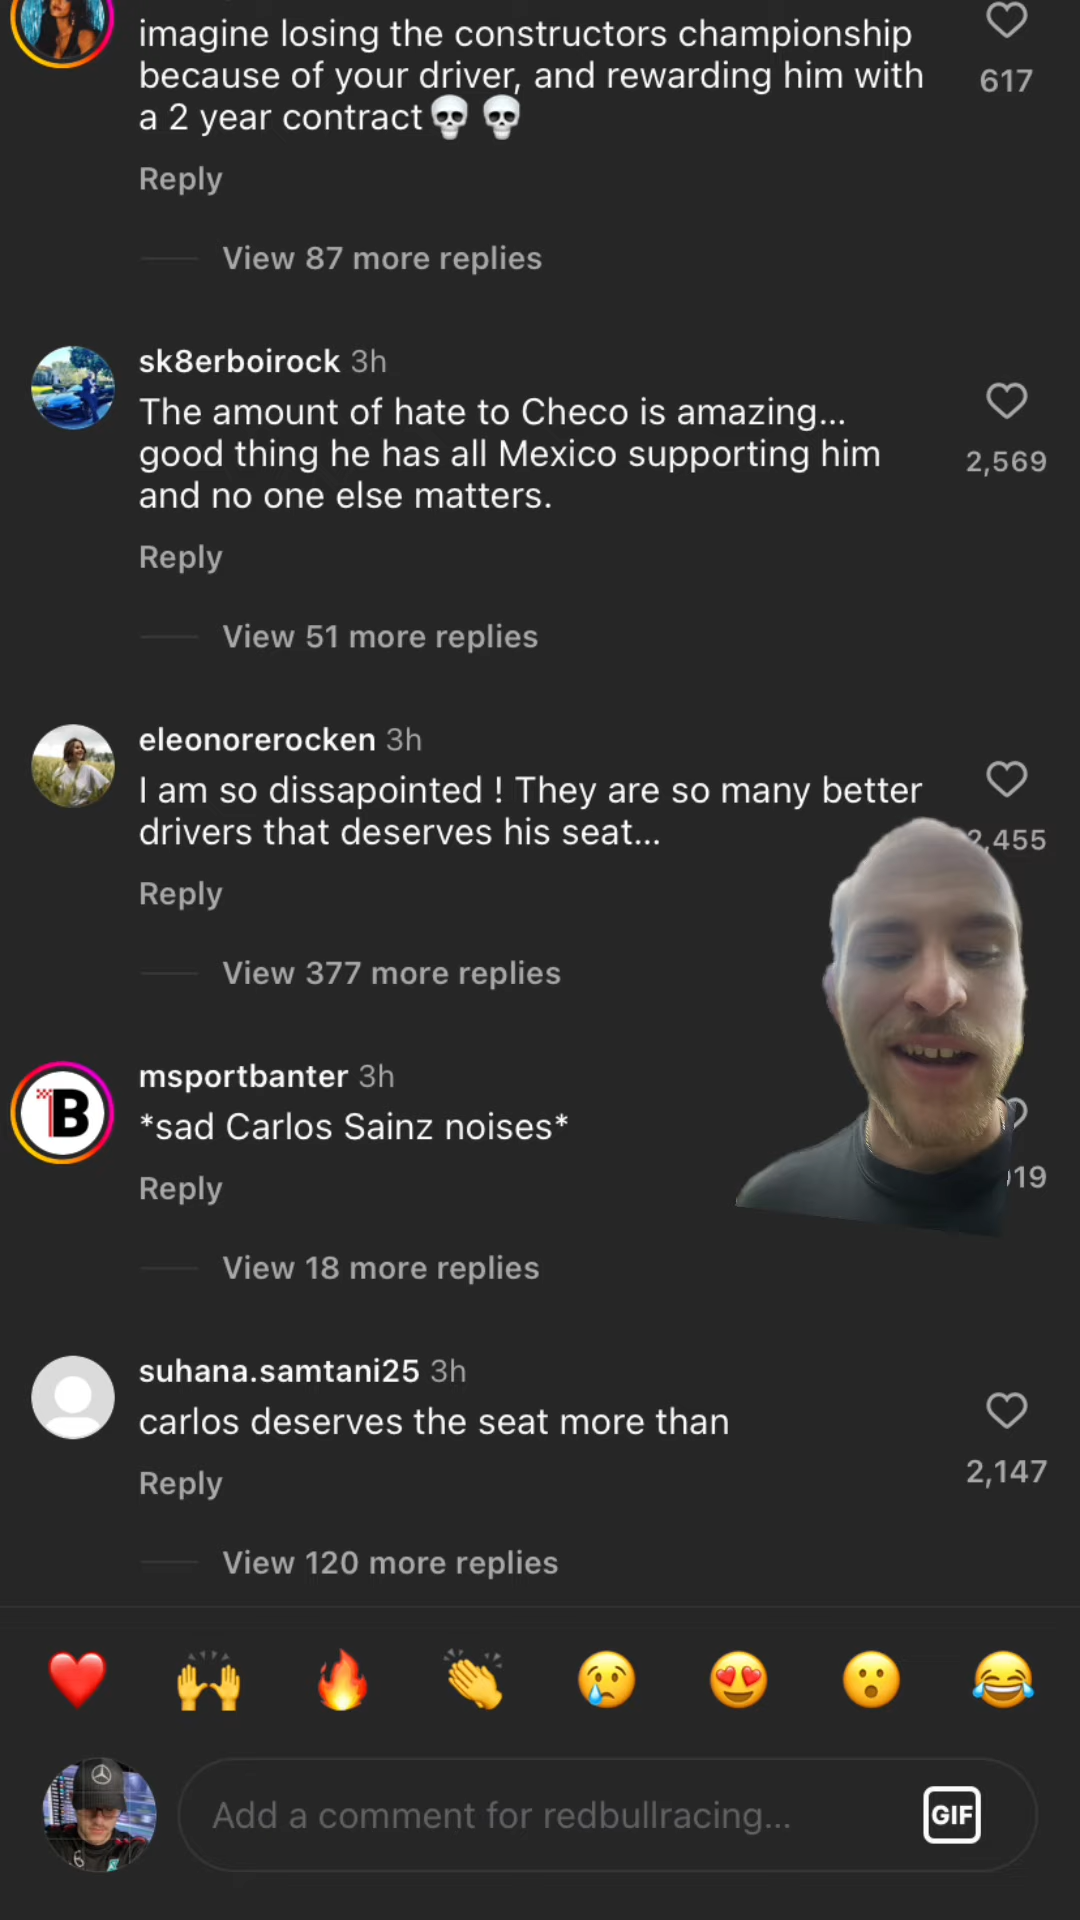 imagine losing the constructors championship
because of your driver, and rewarding him with
a 2 year contract💀💀
617
Reply
View 87 more replies
sk8erboirock 3h
The amount of hate to Checo is amazing...
good thing he has all Mexico supporting him
and no one else matters.
2,569
Reply
View 51 more replies
eleonorerocken 3h
I am so dissapointed ! They are so many better
drivers that deserves his seat...
2,455
Reply
View 377 more replies
B
msportbanter 3h
*sad Carlos Sainz noises*
Reply
19
View 18 more replies
suhana.samtani25 3h
carlos deserves the seat more than
2,147
Reply
View 120 more replies
Add a comment for redbullracing...
GIF